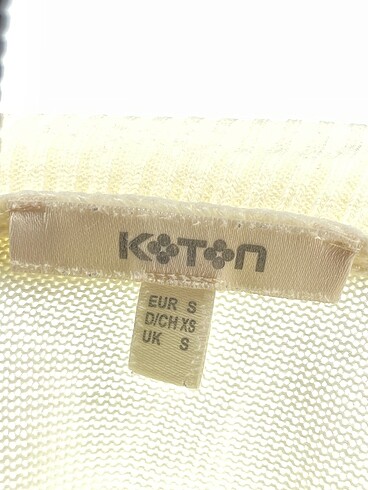 KOTON
EUR S
D/CH XS
UK S